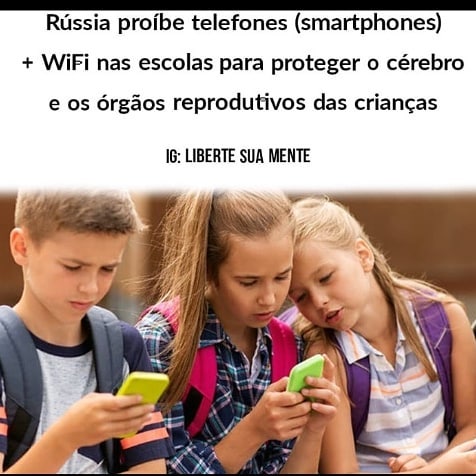 Rússia proíbe telefones (smartphones)
+ WiFi nas escolas para proteger o cérebro
e os órgãos reprodutivos das crianças
IG: LIBERTE SUA MENTE